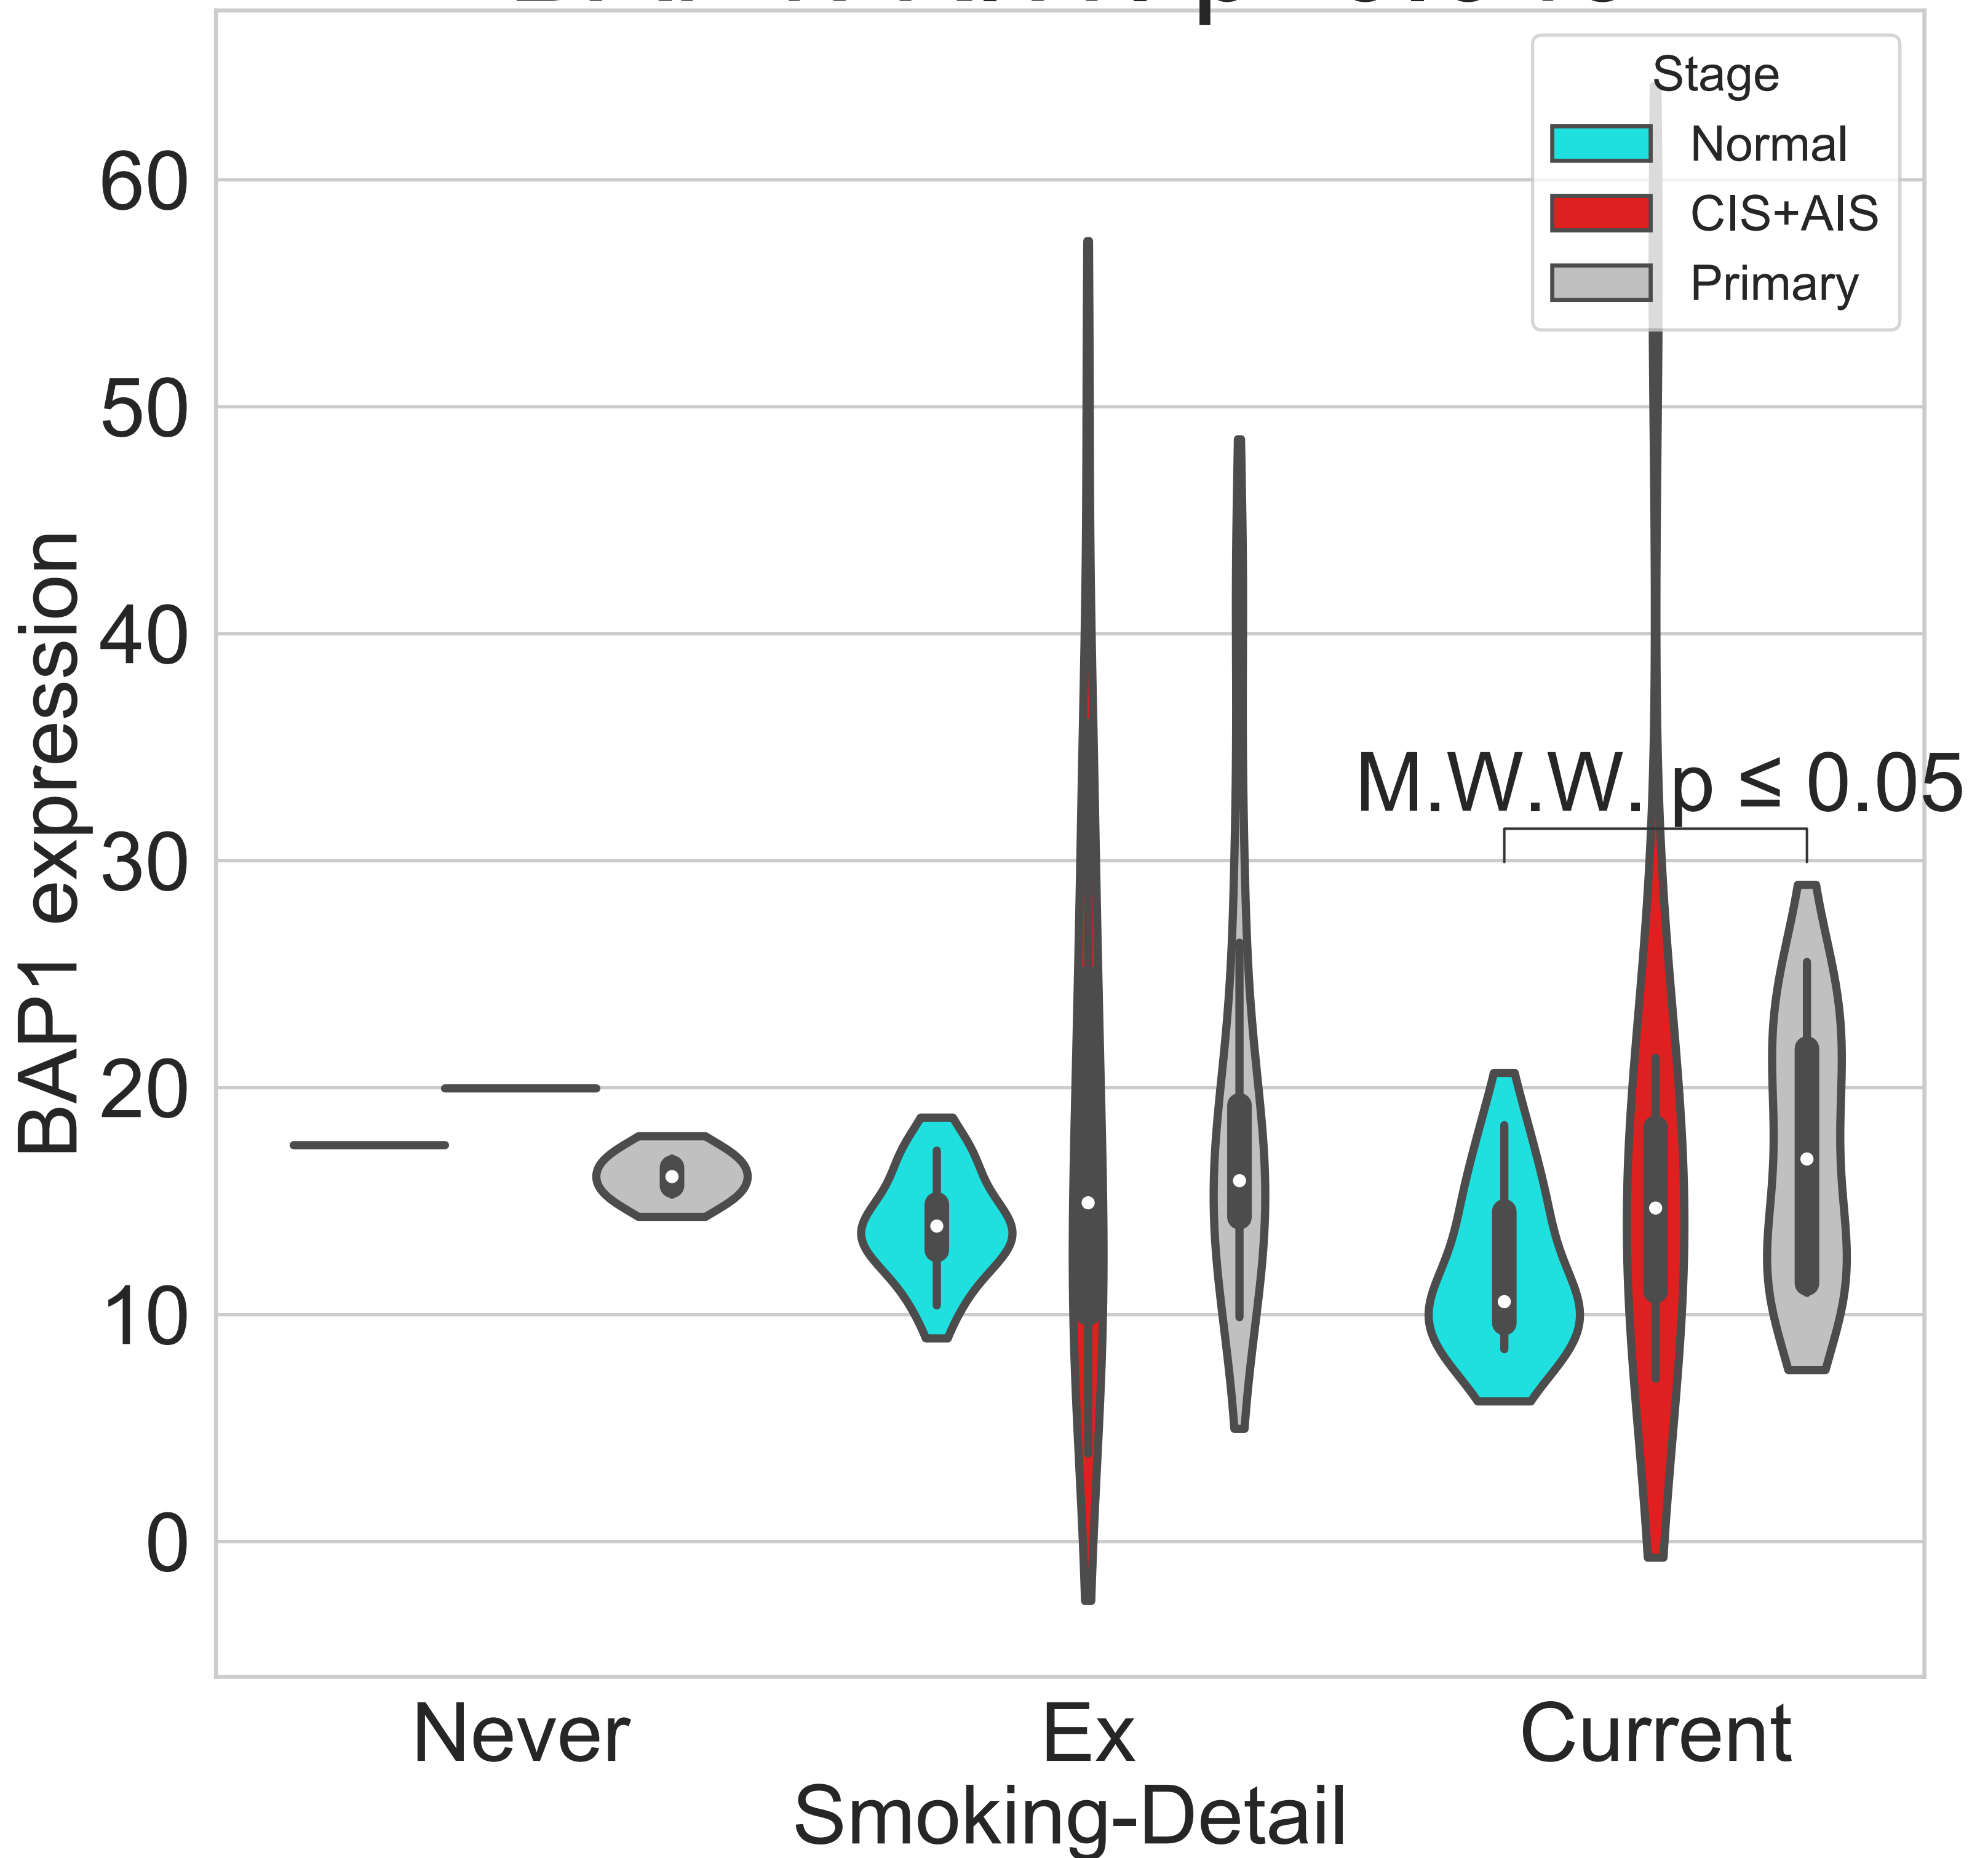 Stage
Normal
CIS+AIS
Primary
60
50
40
30
20
10
0
BAP1 expression
M.W.W. p ≤ 0.05
Never
Ex
Current
Smoking-Detail